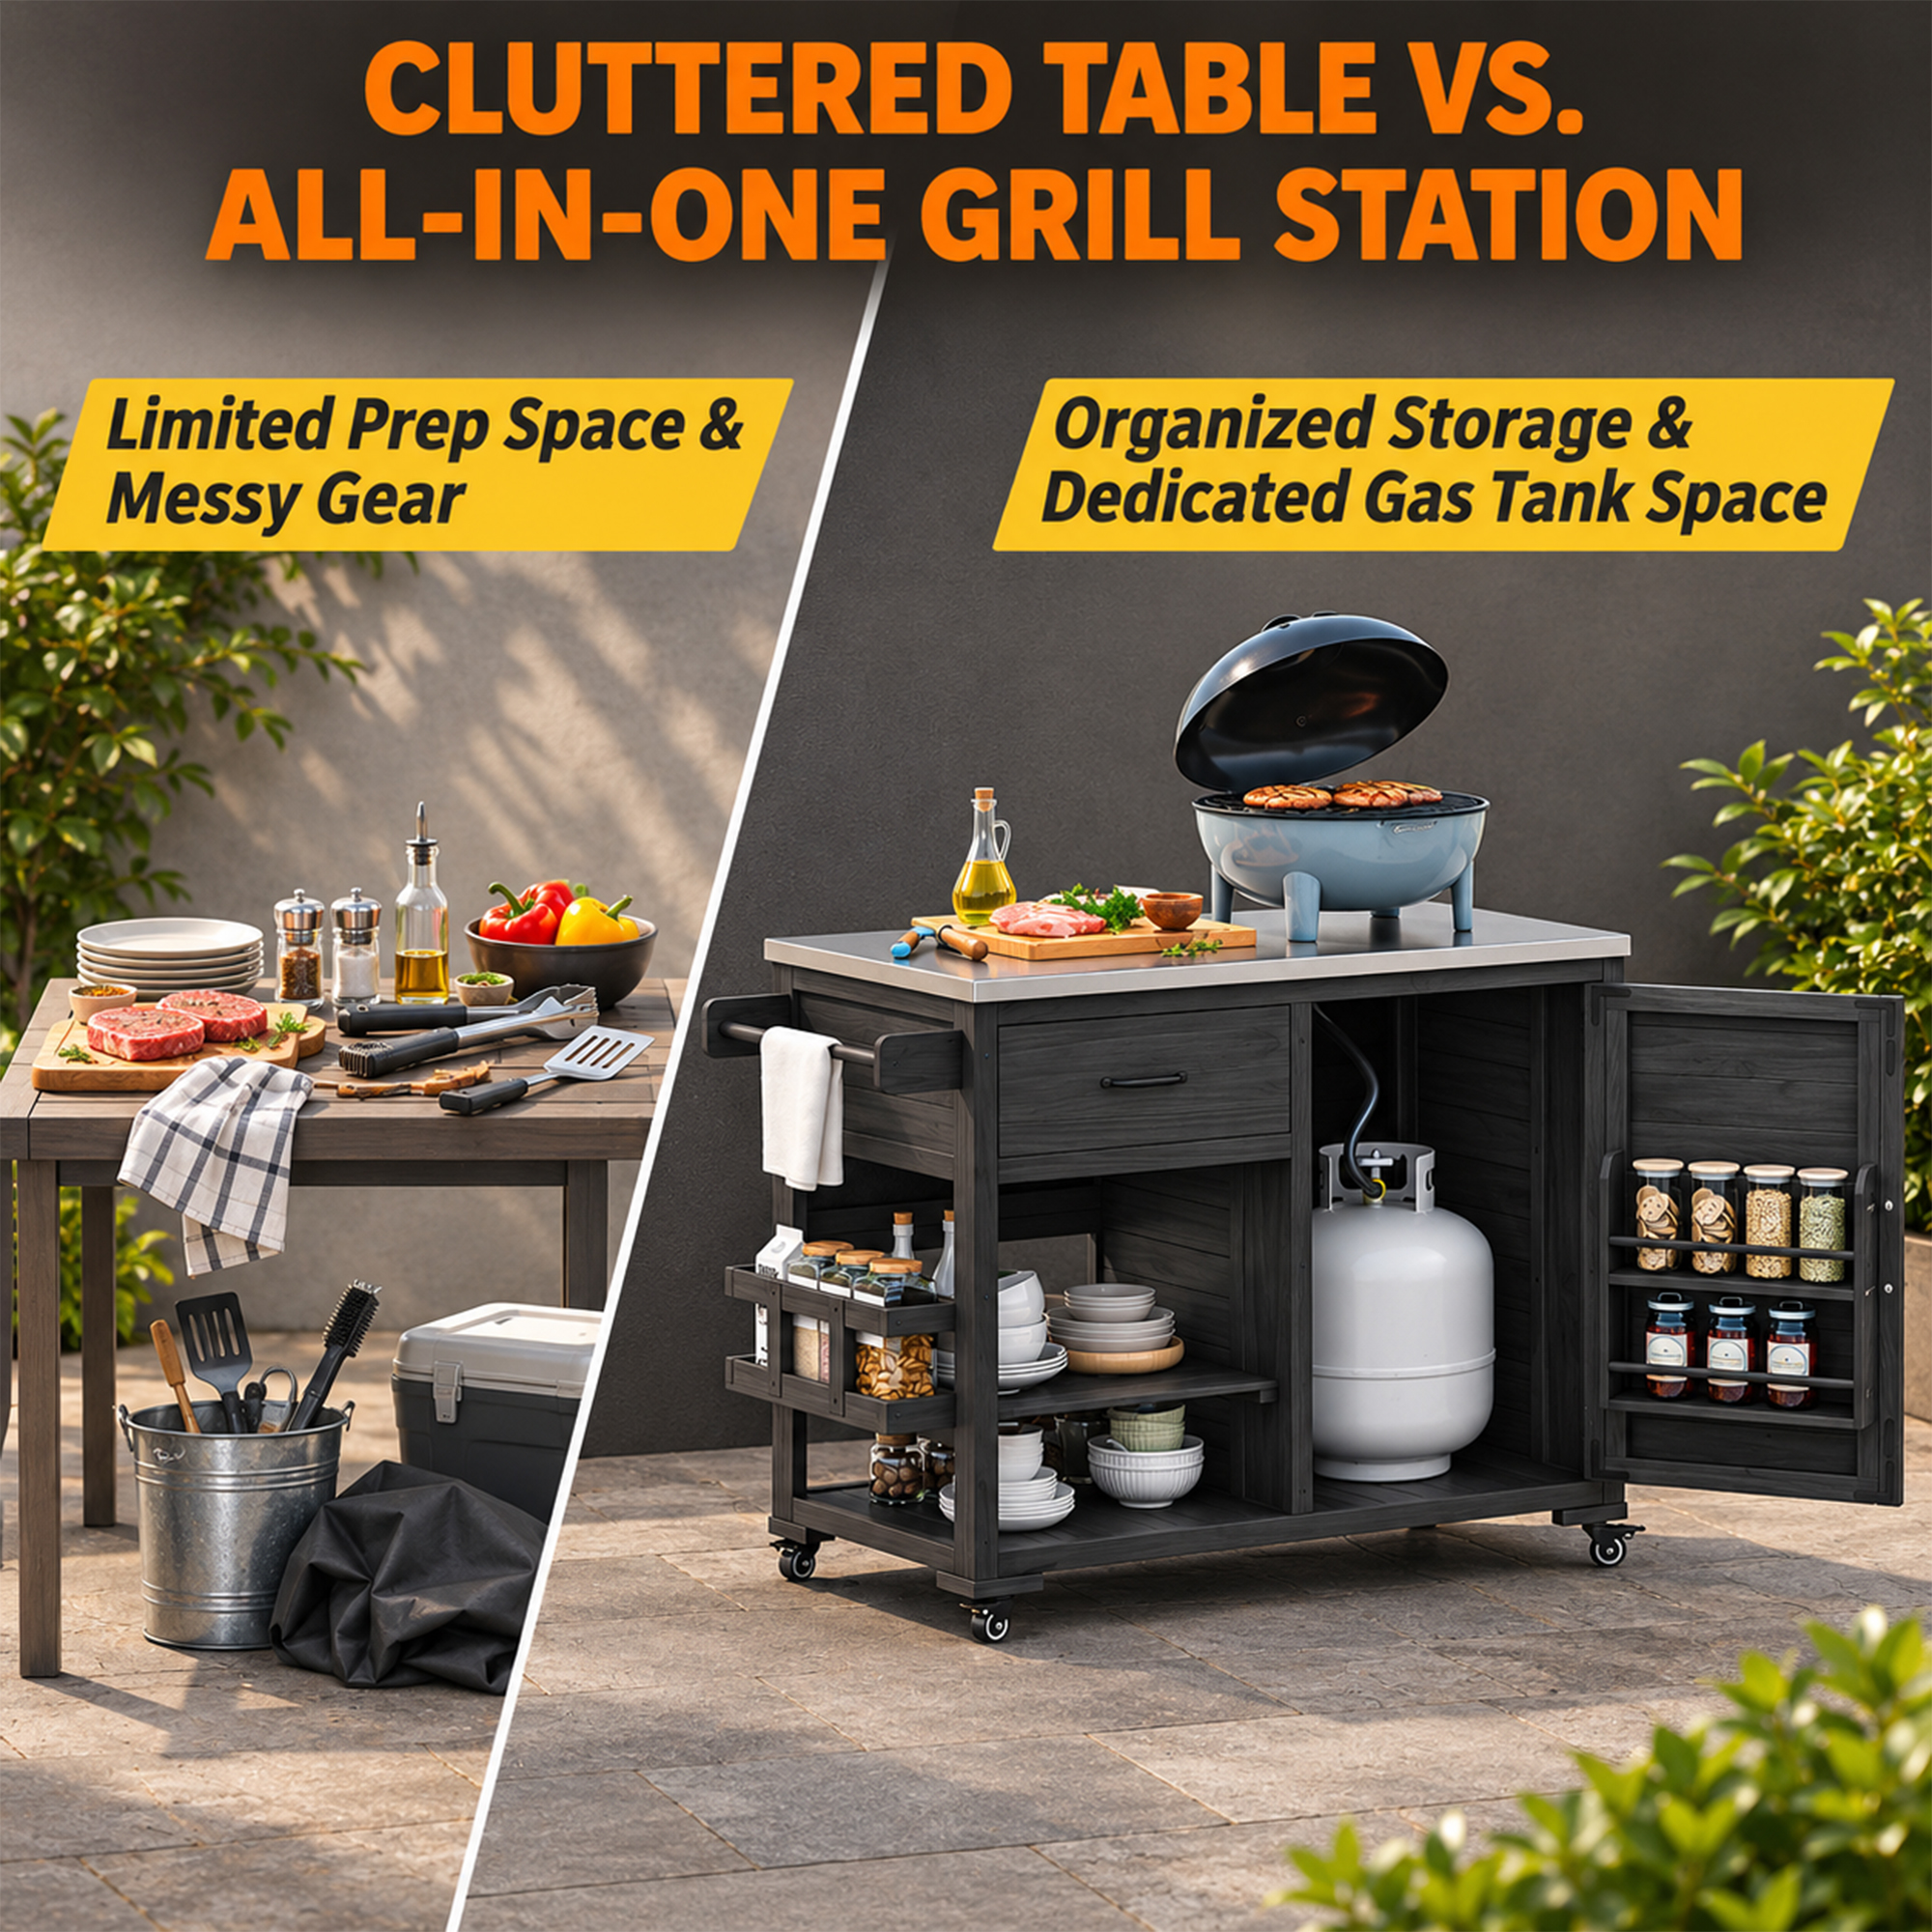 CLUTTERED TABLE VS.
ALL-IN-ONE GRILL STATION
Limited Prep Space &
Messy Gear
Organized Storage &
Dedicated Gas Tank Space